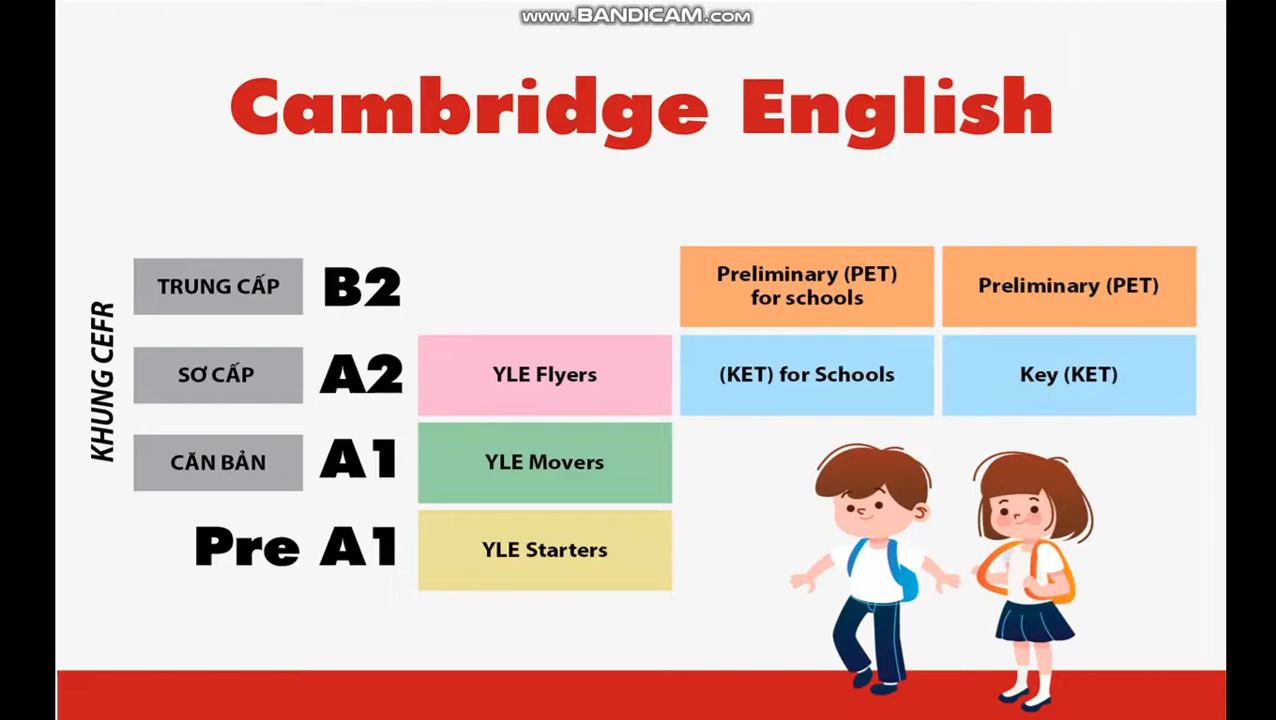 www.BANDICAM.com
Cambridge English
KHUNG CEFR
TRUNG CẤP B2
Preliminary (PET)
for schools
Preliminary (PET)
SƠ CẤP A2
YLE Flyers
(KET) for Schools
Key (KET)
CĂN BẢN A1
YLE Movers
Pre A1
YLE Starters